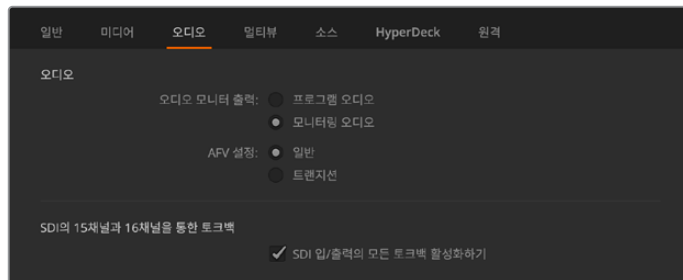 일반 미디어 오디오 멀티뷰 소스 HyperDeck 원격
오디오
오디오 모니터 출력: 프로그램 오디오
모니터링 오디오
AFV 설정: 일반
트랜지션
SDI의 15채널과 16채널을 통한 토크백
SDI 입/출력의 모든 토크백 활성화하기